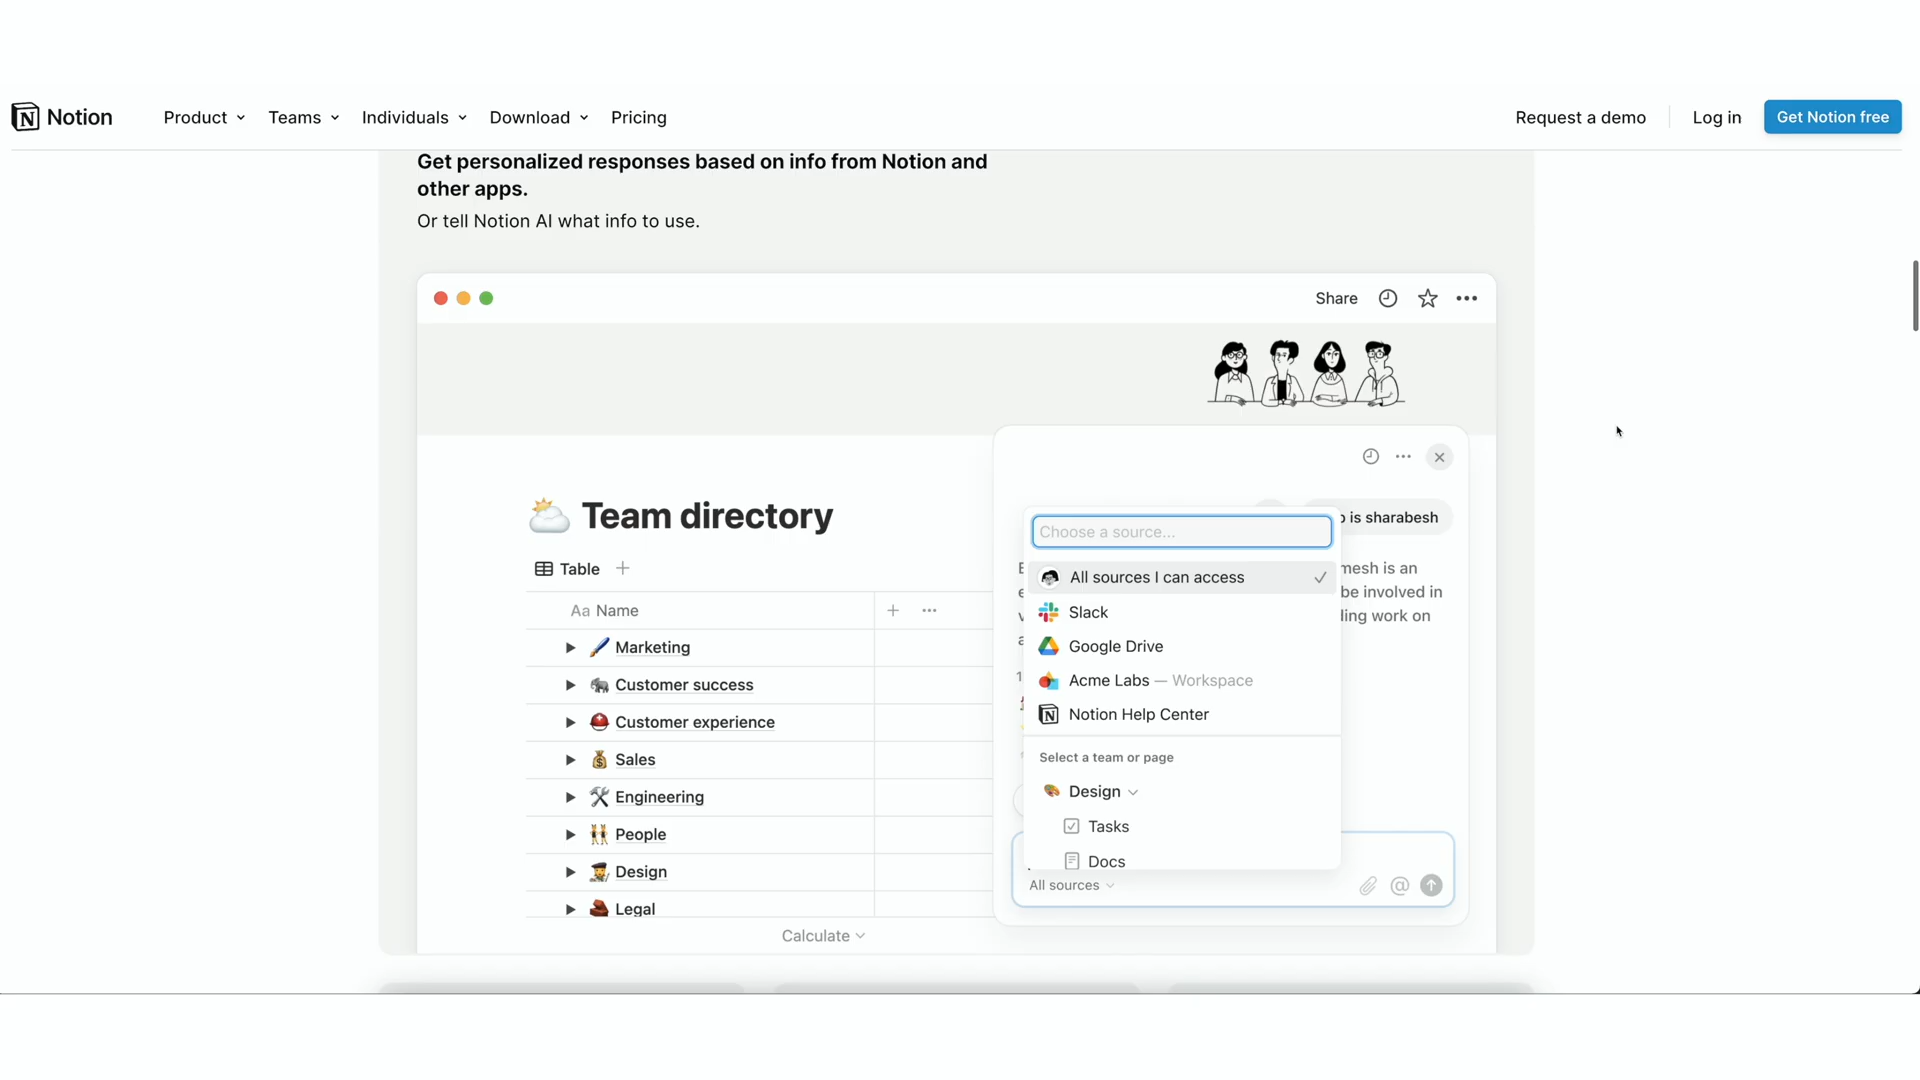 Notion
Product
Teams
Individuals
Download
Pricing
Request a demo
Log in
Get Notion free
Get personalized responses based on info from Notion and
other apps.
Or tell Notion AI what info to use.
Share
Team directory
Table
Aa Name
Marketing
Customer success
Customer experience
Sales
Engineering
People
Design
Legal
Calculate
is sharabesh
Choose a source...
mesh is an
All sources I can access
be involved in
Slack
ling work on
Google Drive
Acme Labs — Workspace
Notion Help Center
Select a team or page
Design
Tasks
Docs
All sources